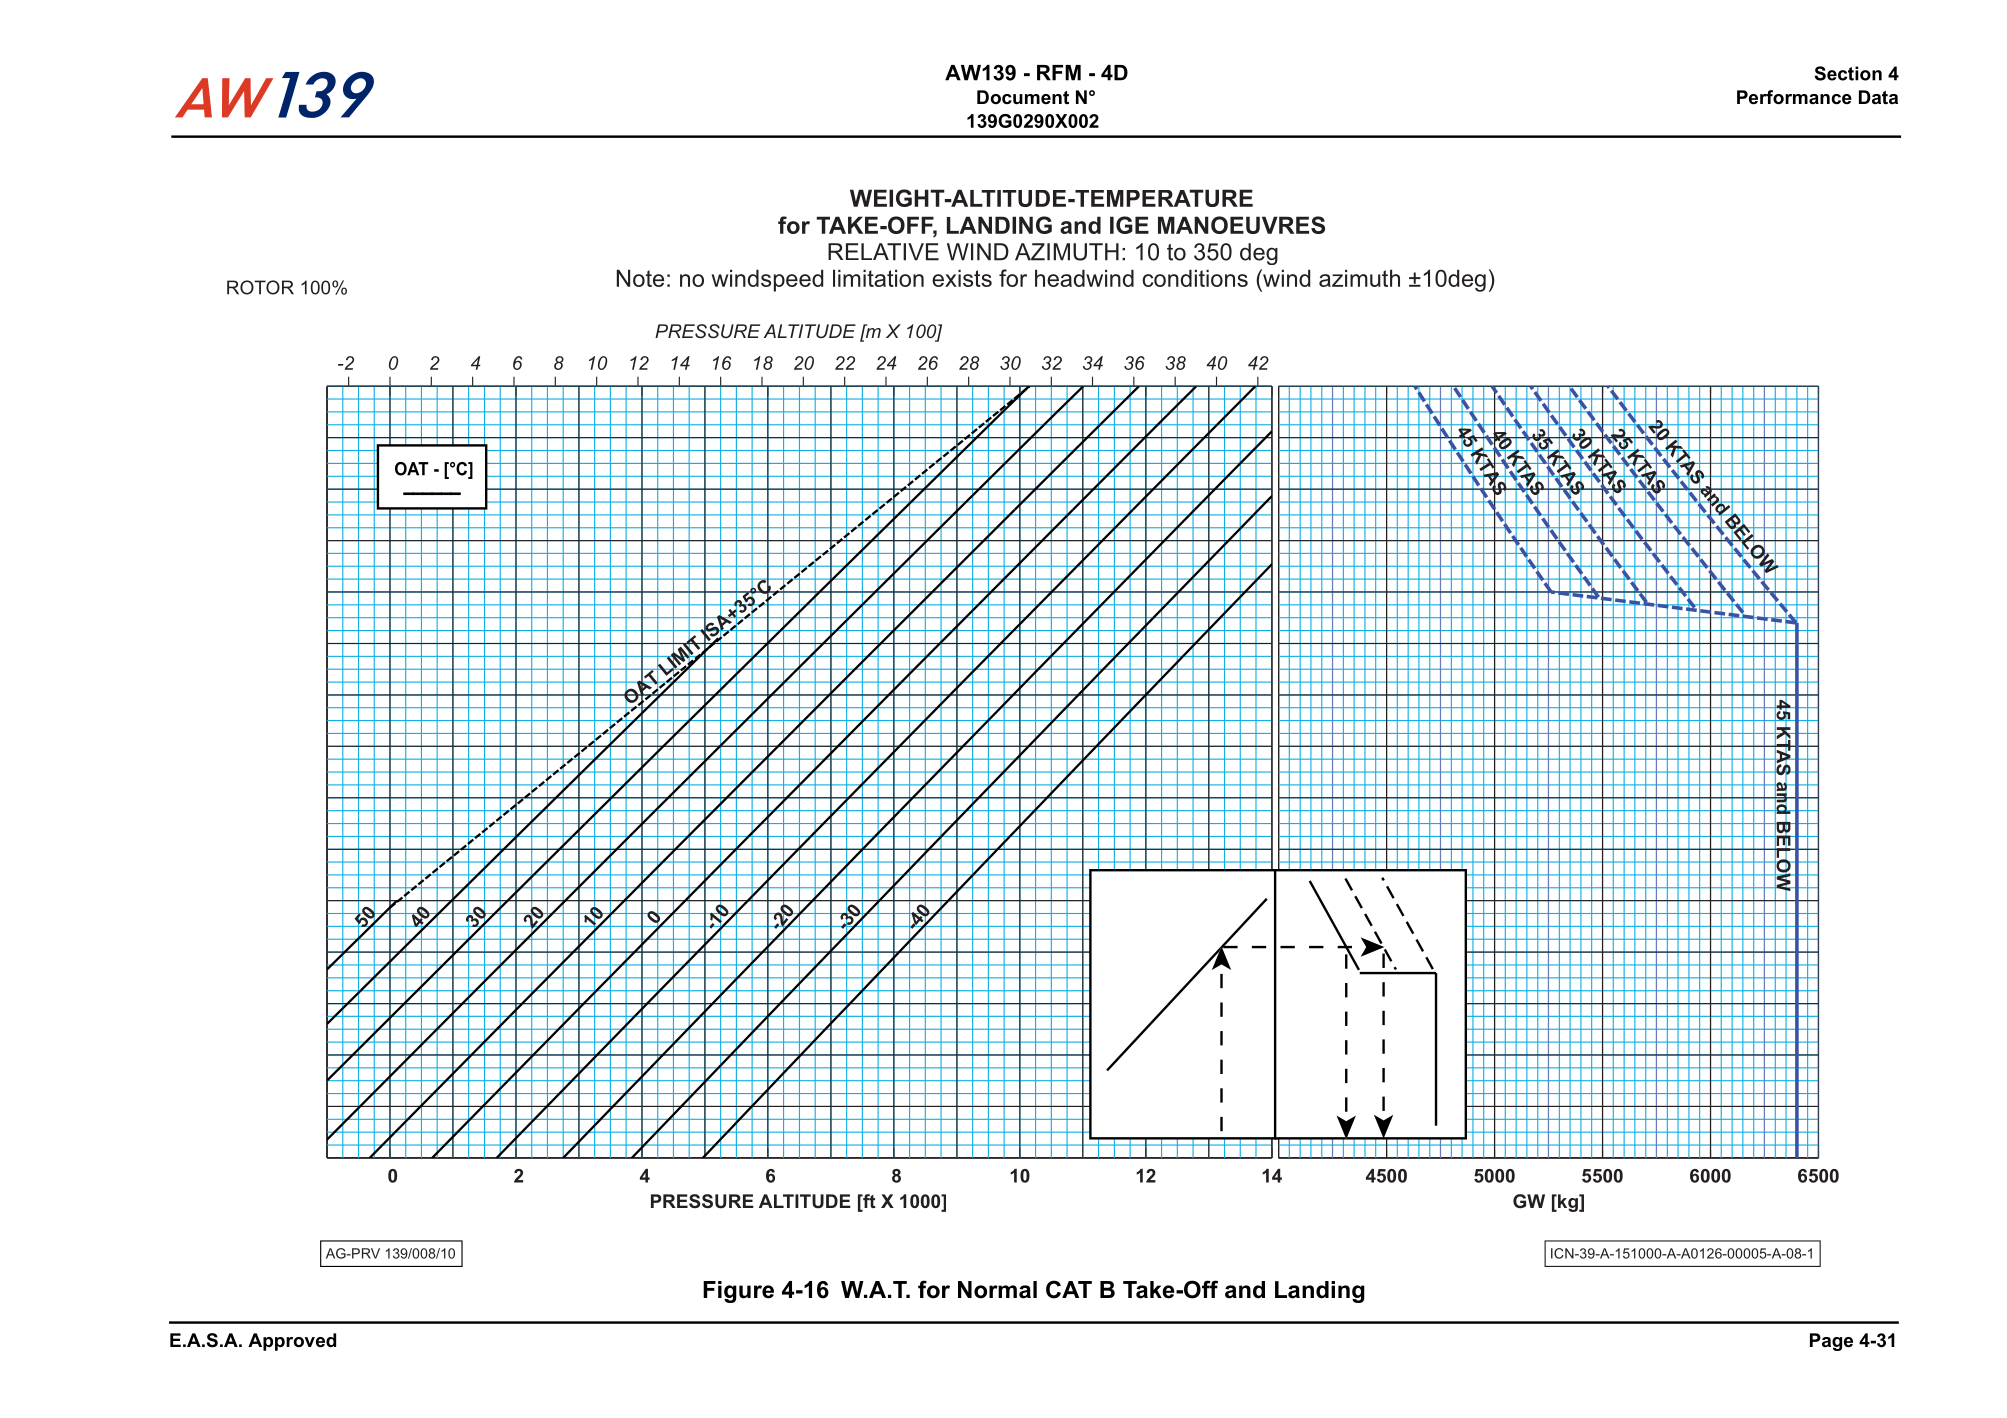 AW139
AW139 - RFM - 4D
Document N°
139G0290X002
Section 4
Performance Data
WEIGHT-ALTITUDE-TEMPERATURE
for TAKE-OFF, LANDING and IGE MANOEUVRES
RELATIVE WIND AZIMUTH: 10 to 350 deg
Note: no windspeed limitation exists for headwind conditions (wind azimuth ±10deg)
ROTOR 100%
PRESSURE ALTITUDE [m X 100]
-2 0 2 4 6 8 10 12 14 16 18 20 22 24 26 28 30 32 34 36 38 40 42
OAT - [°C]
OAT LIMIT ISA+35°C
50 40 30 20 10 0 -10 -20 -30 -40
45 KTAS
40 KTAS
35 KTAS
30 KTAS
25 KTAS
20 KTAS and BELOW
45 KTAS and BELOW
0 2 4 6 8 10 12 14
4500 5000 5500 6000 6500
PRESSURE ALTITUDE [ft X 1000]
GW [kg]
AG-PRV 139/008/10
ICN-39-A-151000-A-A0126-00005-A-08-1
Figure 4-16 W.A.T. for Normal CAT B Take-Off and Landing
E.A.S.A. Approved
Page 4-31